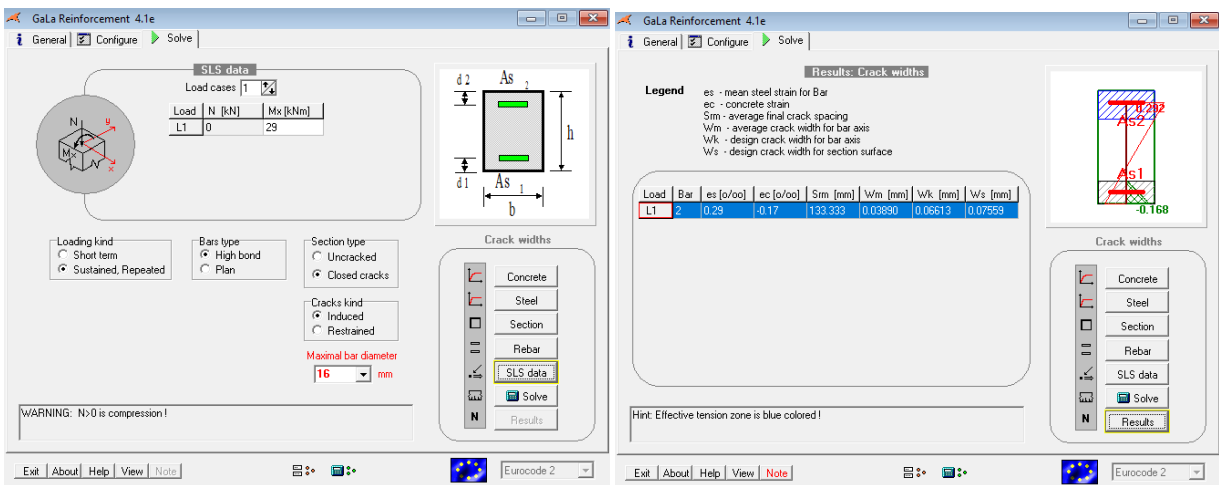 GaLa Reinforcement 4.1e
General Configure Solve
SLS data
Load cases 1
Load N [kN] Mx [kNm]
L1 0 29
N y
Mx x
d 2 As 2
h
d 1 As 1
b
Loading kind
Short term
Sustained, Repeated
Bars type
High bond
Plan
Section type
Uncracked
Closed cracks
Cracks kind
Induced
Restrained
Maximal bar diameter
16 mm
Crack widths
Concrete
Steel
Section
Rebar
SLS data
Solve
N Results
WARNING: N>0 is compression !
Exit About Help View Note
Eurocode 2
GaLa Reinforcement 4.1e
General Configure Solve
Results: Crack widths
Legend
es - mean steel strain for Bar
ec - concrete strain
Srm - average final crack spacing
Wm - average crack width for bar axis
Wk - design crack width for bar axis
Ws - design crack width for section surface
Load Bar es [o/oo] ec [o/oo] Srm [mm] Wm [mm] Wk [mm] Ws [mm]
L1 2 0.29 -0.17 133.333 0.03890 0.06613 0.07559
0.292
As2
As1
-0.168
Crack widths
Concrete
Steel
Section
Rebar
SLS data
Solve
N Results
Hint: Effective tension zone is blue colored !
Exit About Help View Note
Eurocode 2